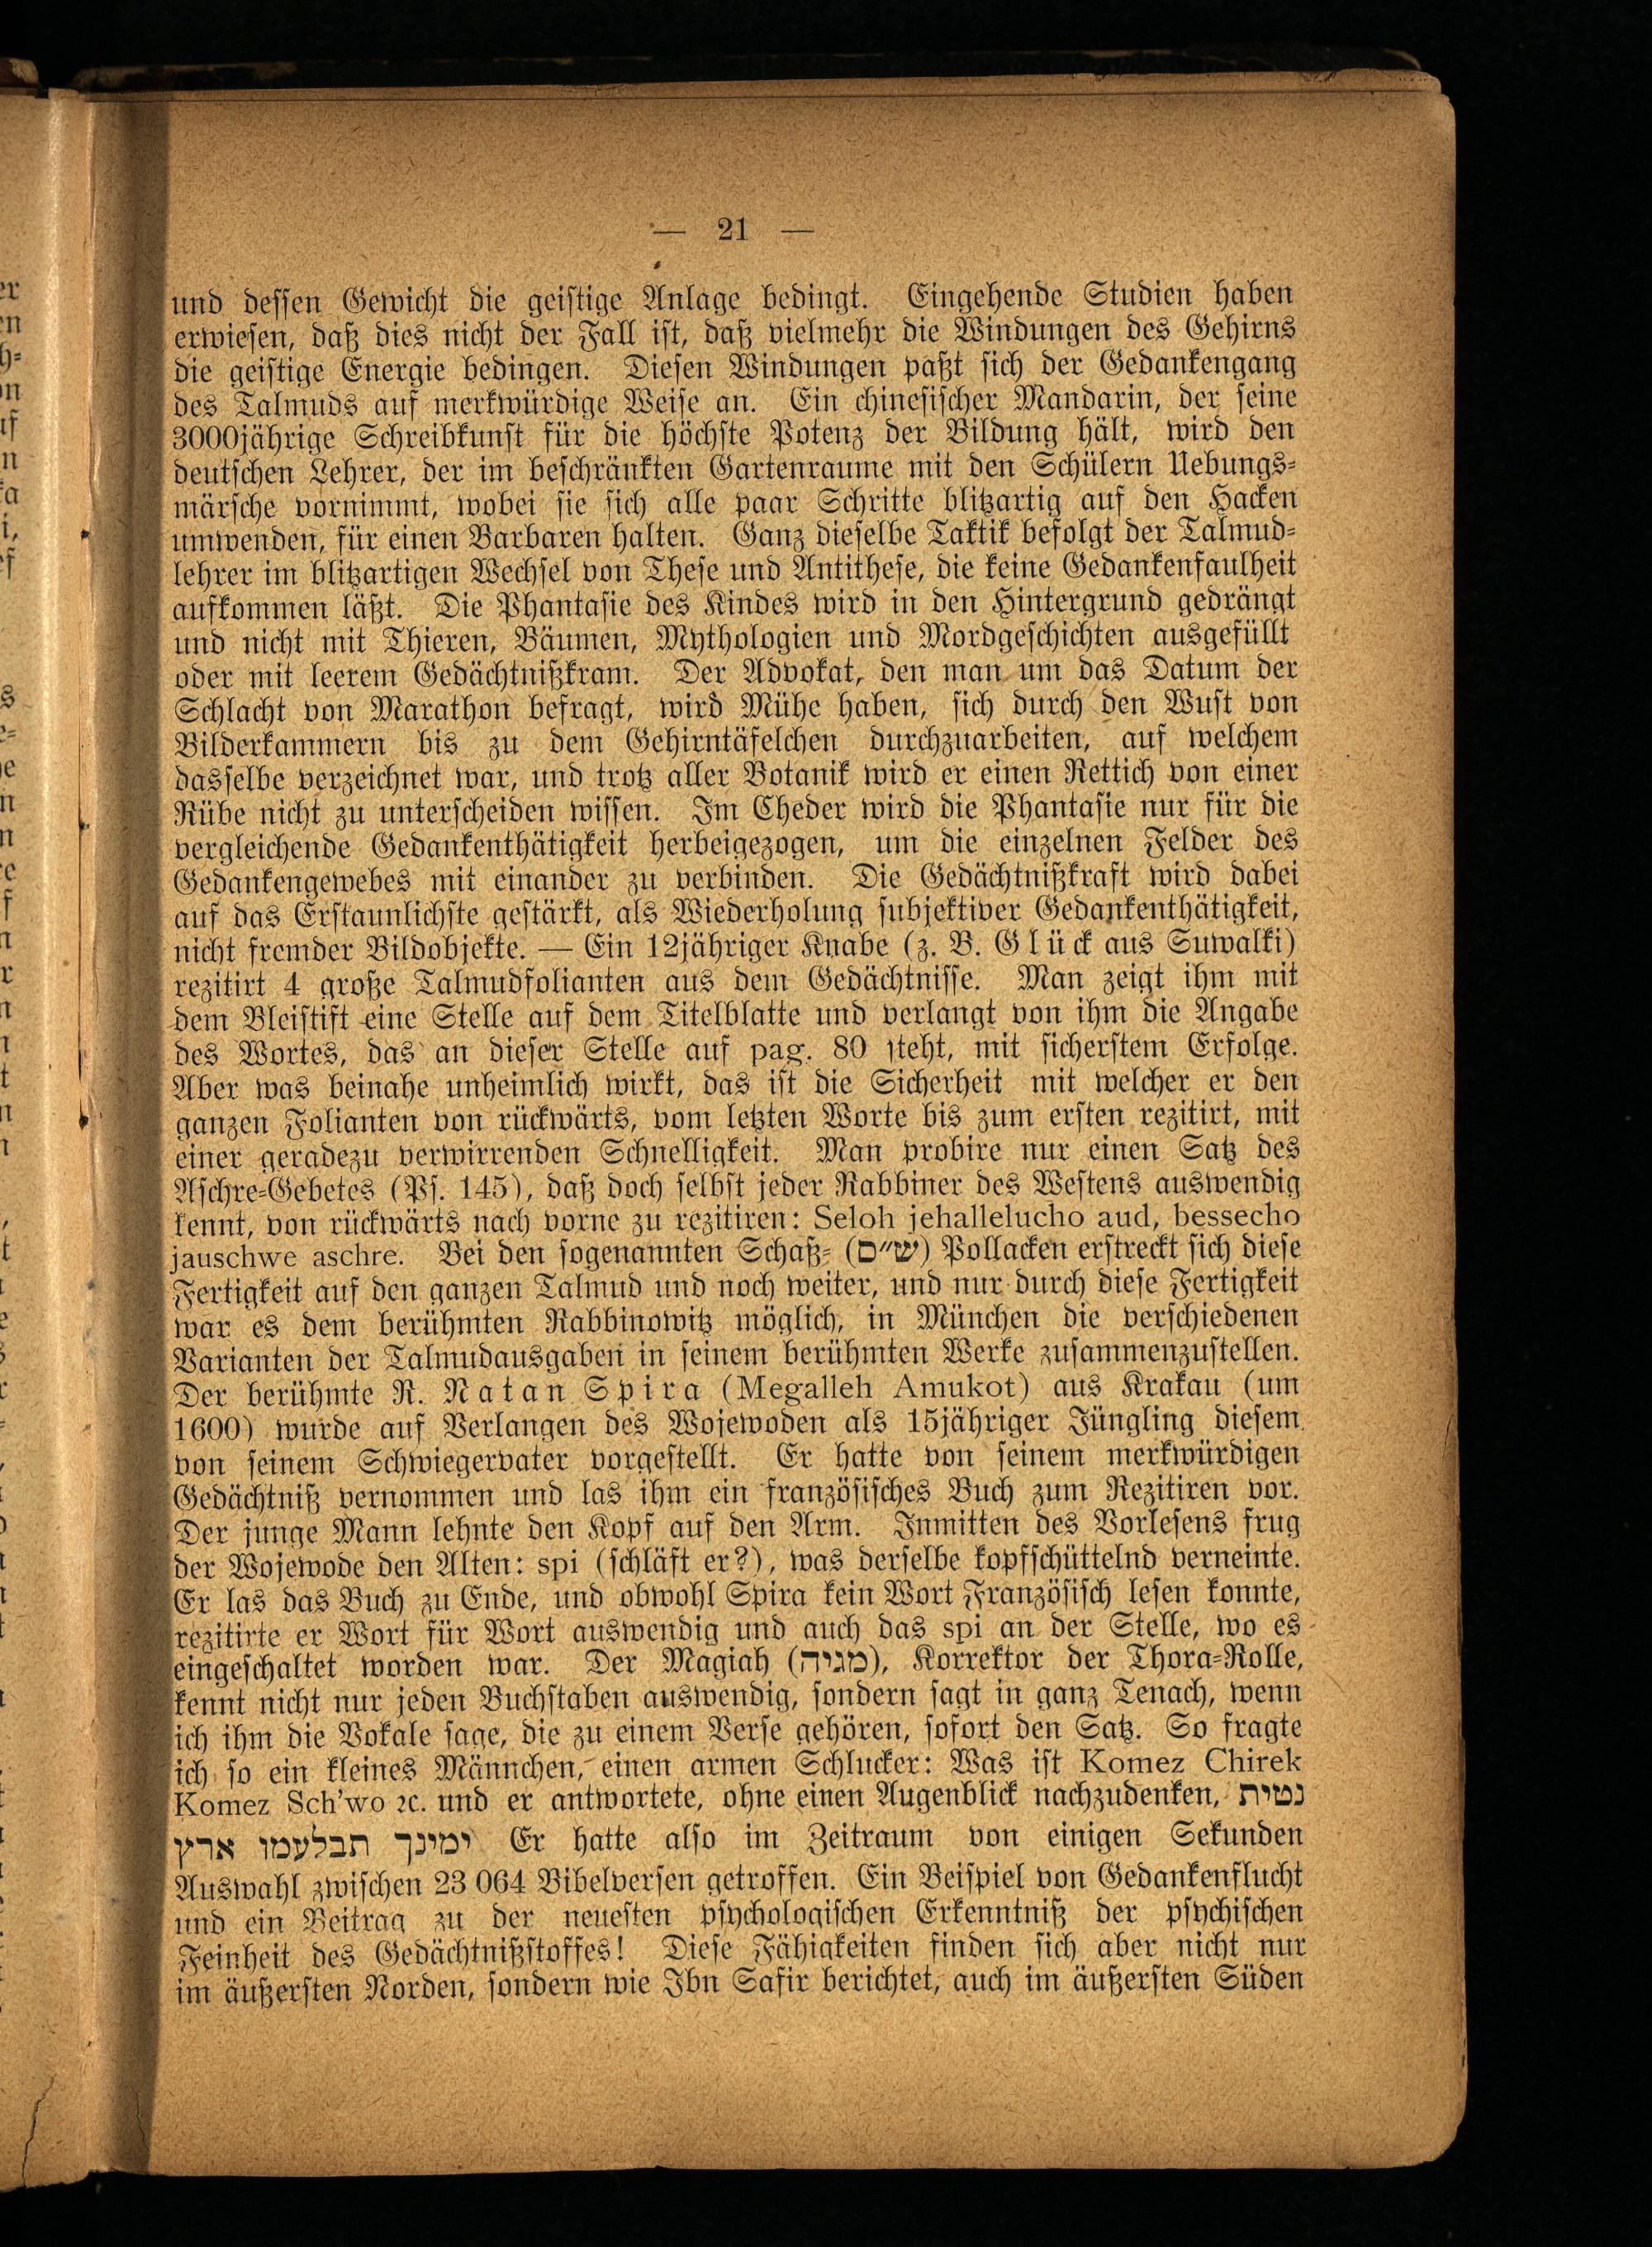 — 21 —
und dessen Gewicht die geistige Anlage bedingt. Eingehende Studien haben
erwiesen, daß dies nicht der Fall ist, daß vielmehr die Windungen des Gehirns
die geistige Energie bedingen. Diesen Windungen paßt sich der Gedankengang
des Talmuds auf merkwürdige Weise an. Ein chinesischer Mandarin, der seine
3000jährige Schreibkunst für die höchste Potenz der Bildung hält, wird den
deutschen Lehrer, der im beschränkten Gartenraume mit den Schülern Uebungs-
märsche vornimmt, wobei sie sich alle paar Schritte blitzartig auf den Hacken
umwenden, für einen Barbaren halten. Ganz dieselbe Taktik befolgt der Talmud-
lehrer im blitzartigen Wechsel von These und Antithese, die keine Gedankenfaulheit
aufkommen läßt. Die Phantasie des Kindes wird in den Hintergrund gedrängt
und nicht mit Thieren, Bäumen, Mythologien und Mordgeschichten ausgefüllt
oder mit leerem Gedächtnißkram. Der Advokat, den man um das Datum der
Schlacht von Marathon befragt, wird Mühe haben, sich durch den Wust von
Bilderkammern bis zu dem Gehirntäfelchen durchzuarbeiten, auf welchem
dasselbe verzeichnet war, und trotz aller Botanik wird er einen Rettich von einer
Rübe nicht zu unterscheiden wissen. Im Cheder wird die Phantasie nur für die
vergleichende Gedankenthätigkeit herbeigezogen, um die einzelnen Felder des
Gedankengewebes mit einander zu verbinden. Die Gedächtnißkraft wird dabei
auf das Erstaunlichste gestärkt, als Wiederholung subjektiver Gedankenthätigkeit,
nicht fremder Bildobjekte. — Ein 12jähriger Knabe (z. B. Glück aus Suwalki)
rezitirt 4 große Talmudfolianten aus dem Gedächtnisse. Man zeigt ihm mit
dem Bleistift eine Stelle auf dem Titelblatte und verlangt von ihm die Angabe
des Wortes, das an dieser Stelle auf pag. 80 steht, mit sicherstem Erfolge.
Aber was beinahe unheimlich wirkt, das ist die Sicherheit mit welcher er den
ganzen Folianten von rückwärts, vom letzten Worte bis zum ersten rezitirt, mit
einer geradezu verwirrenden Schnelligkeit. Man probire nur einen Satz des
Aschre-Gebetes (Ps. 145), daß doch selbst jeder Rabbiner des Westens auswendig
kennt, von rückwärts nach vorne zu rezitiren: Seloh jehallelucho aud, bessecho
jauschwe aschre. Bei den sogenannten Schaß- (ש״ס) Pollacken erstreckt sich diese
Fertigkeit auf den ganzen Talmud und noch weiter, und nur durch diese Fertigkeit
war es dem berühmten Rabbinowitz möglich, in München die verschiedenen
Varianten der Talmudausgaben in seinem berühmten Werke zusammenzustellen.
Der berühmte R. Natan Spira (Megalleh Amukot) aus Krakau (um
1600) wurde auf Verlangen des Wojewoden als 15jähriger Jüngling diesem
von seinem Schwiegervater vorgestellt. Er hatte von seinem merkwürdigen
Gedächtniß vernommen und las ihm ein französisches Buch zum Rezitiren vor.
Der junge Mann lehnte den Kopf auf den Arm. Inmitten des Vorlesens frug
der Wojewode den Alten: spi (schläft er?), was derselbe kopfschüttelnd verneinte.
Er las das Buch zu Ende, und obwohl Spira kein Wort Französisch lesen konnte,
rezitirte er Wort für Wort auswendig und auch das spi an der Stelle, wo es
eingeschaltet worden war. Der Magiah (מגיה), Korrektor der Thora-Rolle,
kennt nicht nur jeden Buchstaben auswendig, sondern sagt in ganz Tenach, wenn
ich ihm die Vokale sage, die zu einem Verse gehören, sofort den Satz. So fragte
ich so ein kleines Männchen, einen armen Schlucker: Was ist Komez Chirek
Komez Sch'wo ꝛc. und er antwortete, ohne einen Augenblick nachzudenken, נטית
ימינך תבלעמו ארץ Er hatte also im Zeitraum von einigen Sekunden
Auswahl zwischen 23 064 Bibelversen getroffen. Ein Beispiel von Gedankenflucht
und ein Beitrag zu der neuesten psychologischen Erkenntniß der psychischen
Feinheit des Gedächtnißstoffes! Diese Fähigkeiten finden sich aber nicht nur
im äußersten Norden, sondern wie Ibn Safir berichtet, auch im äußersten Süden